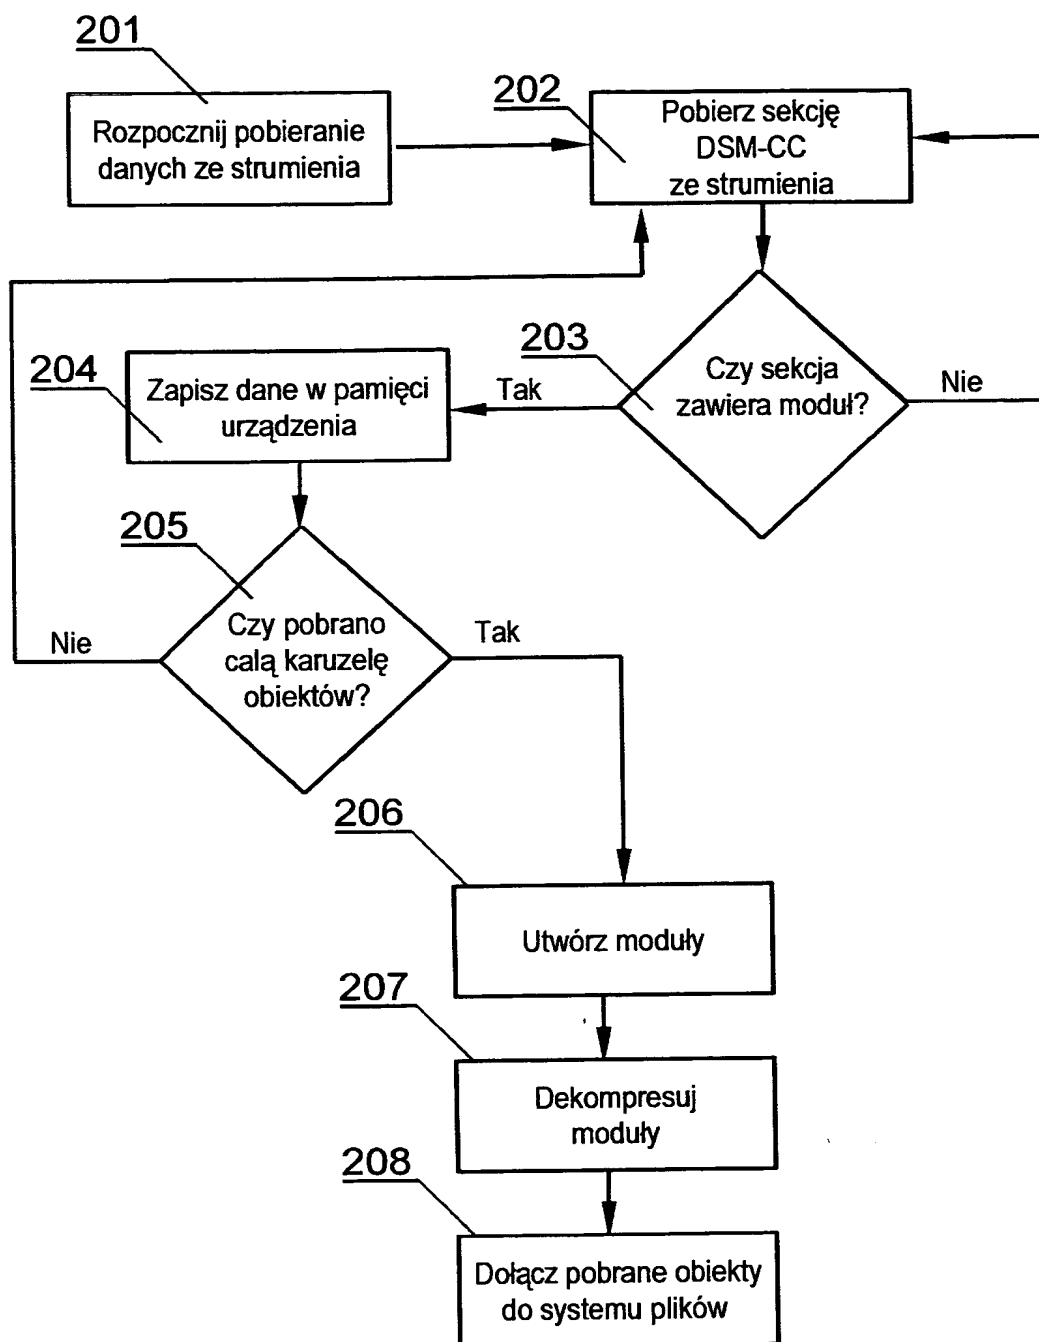 201
Rozpocznij pobieranie
danych ze strumienia
202
Pobierz sekcję
DSM-CC
ze strumienia
203
Czy sekcja
zawiera moduł?
Tak
Nie
204
Zapisz dane w pamięci
urządzenia
205
Czy pobrano
całą karuzelę
obiektów?
Nie
Tak
206
Utwórz moduły
207
Dekompresuj
moduły
208
Dołącz pobrane obiekty
do systemu plików